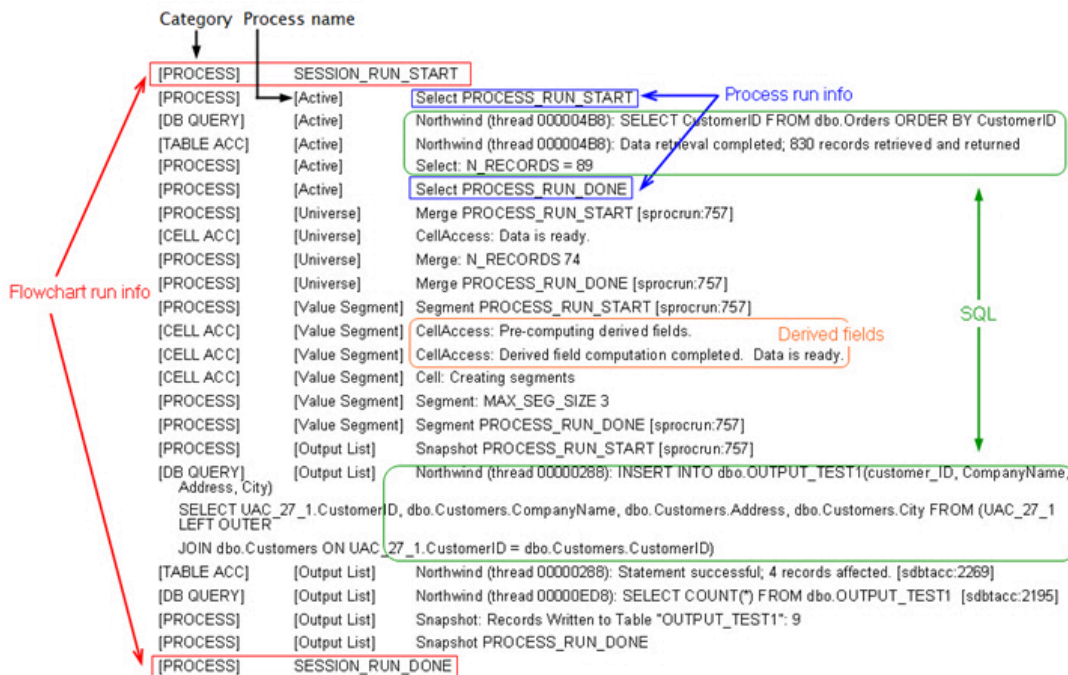 Category Process name
[PROCESS] SESSION_RUN_START
[PROCESS] [Active] Select PROCESS_RUN_START
Process run info
[DB QUERY] [Active] Northwind (thread 000004B8): SELECT CustomerID FROM dbo.Orders ORDER BY CustomerID
[TABLE ACC] [Active] Northwind (thread 000004B8): Data retrieval completed; 830 records retrieved and returned
[PROCESS] [Active] Select: N_RECORDS = 89
[PROCESS] [Active] Select PROCESS_RUN_DONE
[PROCESS] [Universe] Merge PROCESS_RUN_START [sprocrun:757]
[CELL ACC] [Universe] CellAccess: Data is ready.
[PROCESS] [Universe] Merge: N_RECORDS 74
[PROCESS] [Universe] Merge PROCESS_RUN_DONE [sprocrun:757]
Flowchart run info
[PROCESS] [Value Segment] Segment PROCESS_RUN_START [sprocrun:757]
SQL
[CELL ACC] [Value Segment] CellAccess: Pre-computing derived fields.
Derived fields
[CELL ACC] [Value Segment] CellAccess: Derived field computation completed. Data is ready.
[CELL ACC] [Value Segment] Cell: Creating segments
[PROCESS] [Value Segment] Segment: MAX_SEG_SIZE 3
[PROCESS] [Value Segment] Segment PROCESS_RUN_DONE [sprocrun:757]
[PROCESS] [Output List] Snapshot PROCESS_RUN_START [sprocrun:757]
[DB QUERY] [Output List] Northwind (thread 00000288): INSERT INTO dbo.OUTPUT_TEST1(customer_ID, CompanyName,
Address, City)
SELECT UAC_27_1.CustomerID, dbo.Customers.CompanyName, dbo.Customers.Address, dbo.Customers.City FROM (UAC_27_1
LEFT OUTER
JOIN dbo.Customers ON UAC_27_1.CustomerID = dbo.Customers.CustomerID)
[TABLE ACC] [Output List] Northwind (thread 00000288): Statement successful; 4 records affected. [sdbtacc:2269]
[DB QUERY] [Output List] Northwind (thread 00000ED8): SELECT COUNT(*) FROM dbo.OUTPUT_TEST1 [sdbtacc:2195]
[PROCESS] [Output List] Snapshot: Records Written to Table "OUTPUT_TEST1": 9
[PROCESS] [Output List] Snapshot PROCESS_RUN_DONE
[PROCESS] SESSION_RUN_DONE